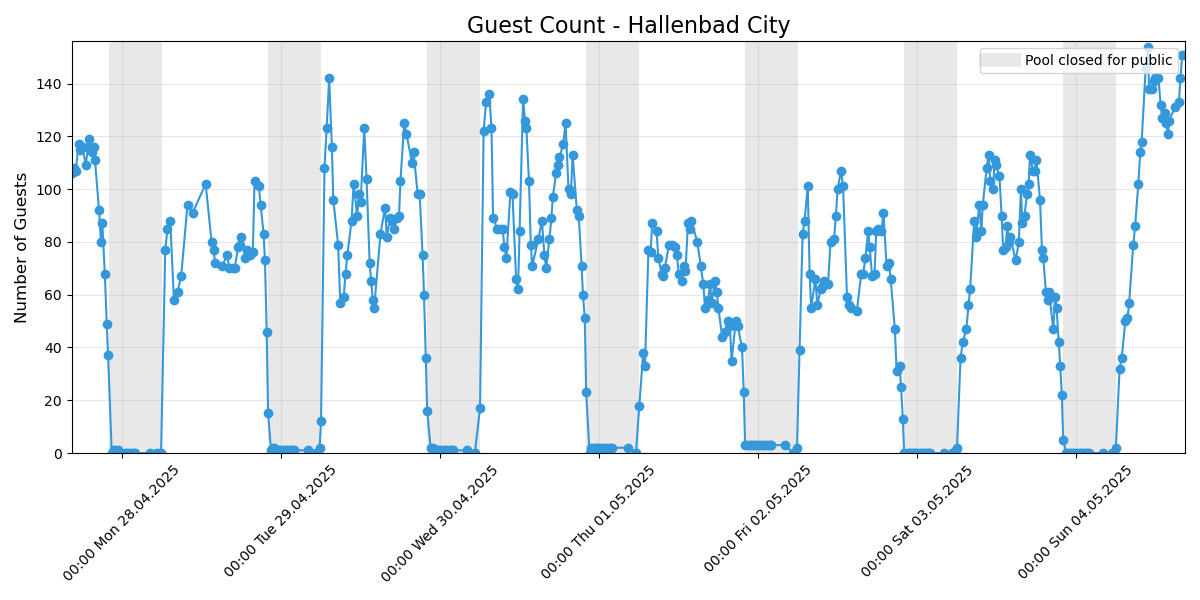 Guest Count - Hallenbad City
Pool closed for public
Number of Guests
140
120
100
80
60
40
20
0
00:00 Mon 28.04.2025
00:00 Tue 29.04.2025
00:00 Wed 30.04.2025
00:00 Thu 01.05.2025
00:00 Fri 02.05.2025
00:00 Sat 03.05.2025
00:00 Sun 04.05.2025